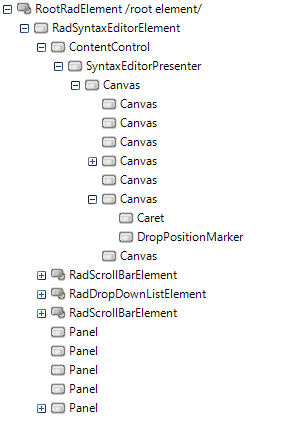 RootRadElement /root element/
RadSyntaxEditorElement
ContentControl
SyntaxEditorPresenter
Canvas
Canvas
Canvas
Canvas
Canvas
Canvas
Caret
DropPositionMarker
Canvas
RadScrollBarElement
RadDropDownListElement
RadScrollBarElement
Panel
Panel
Panel
Panel
Panel